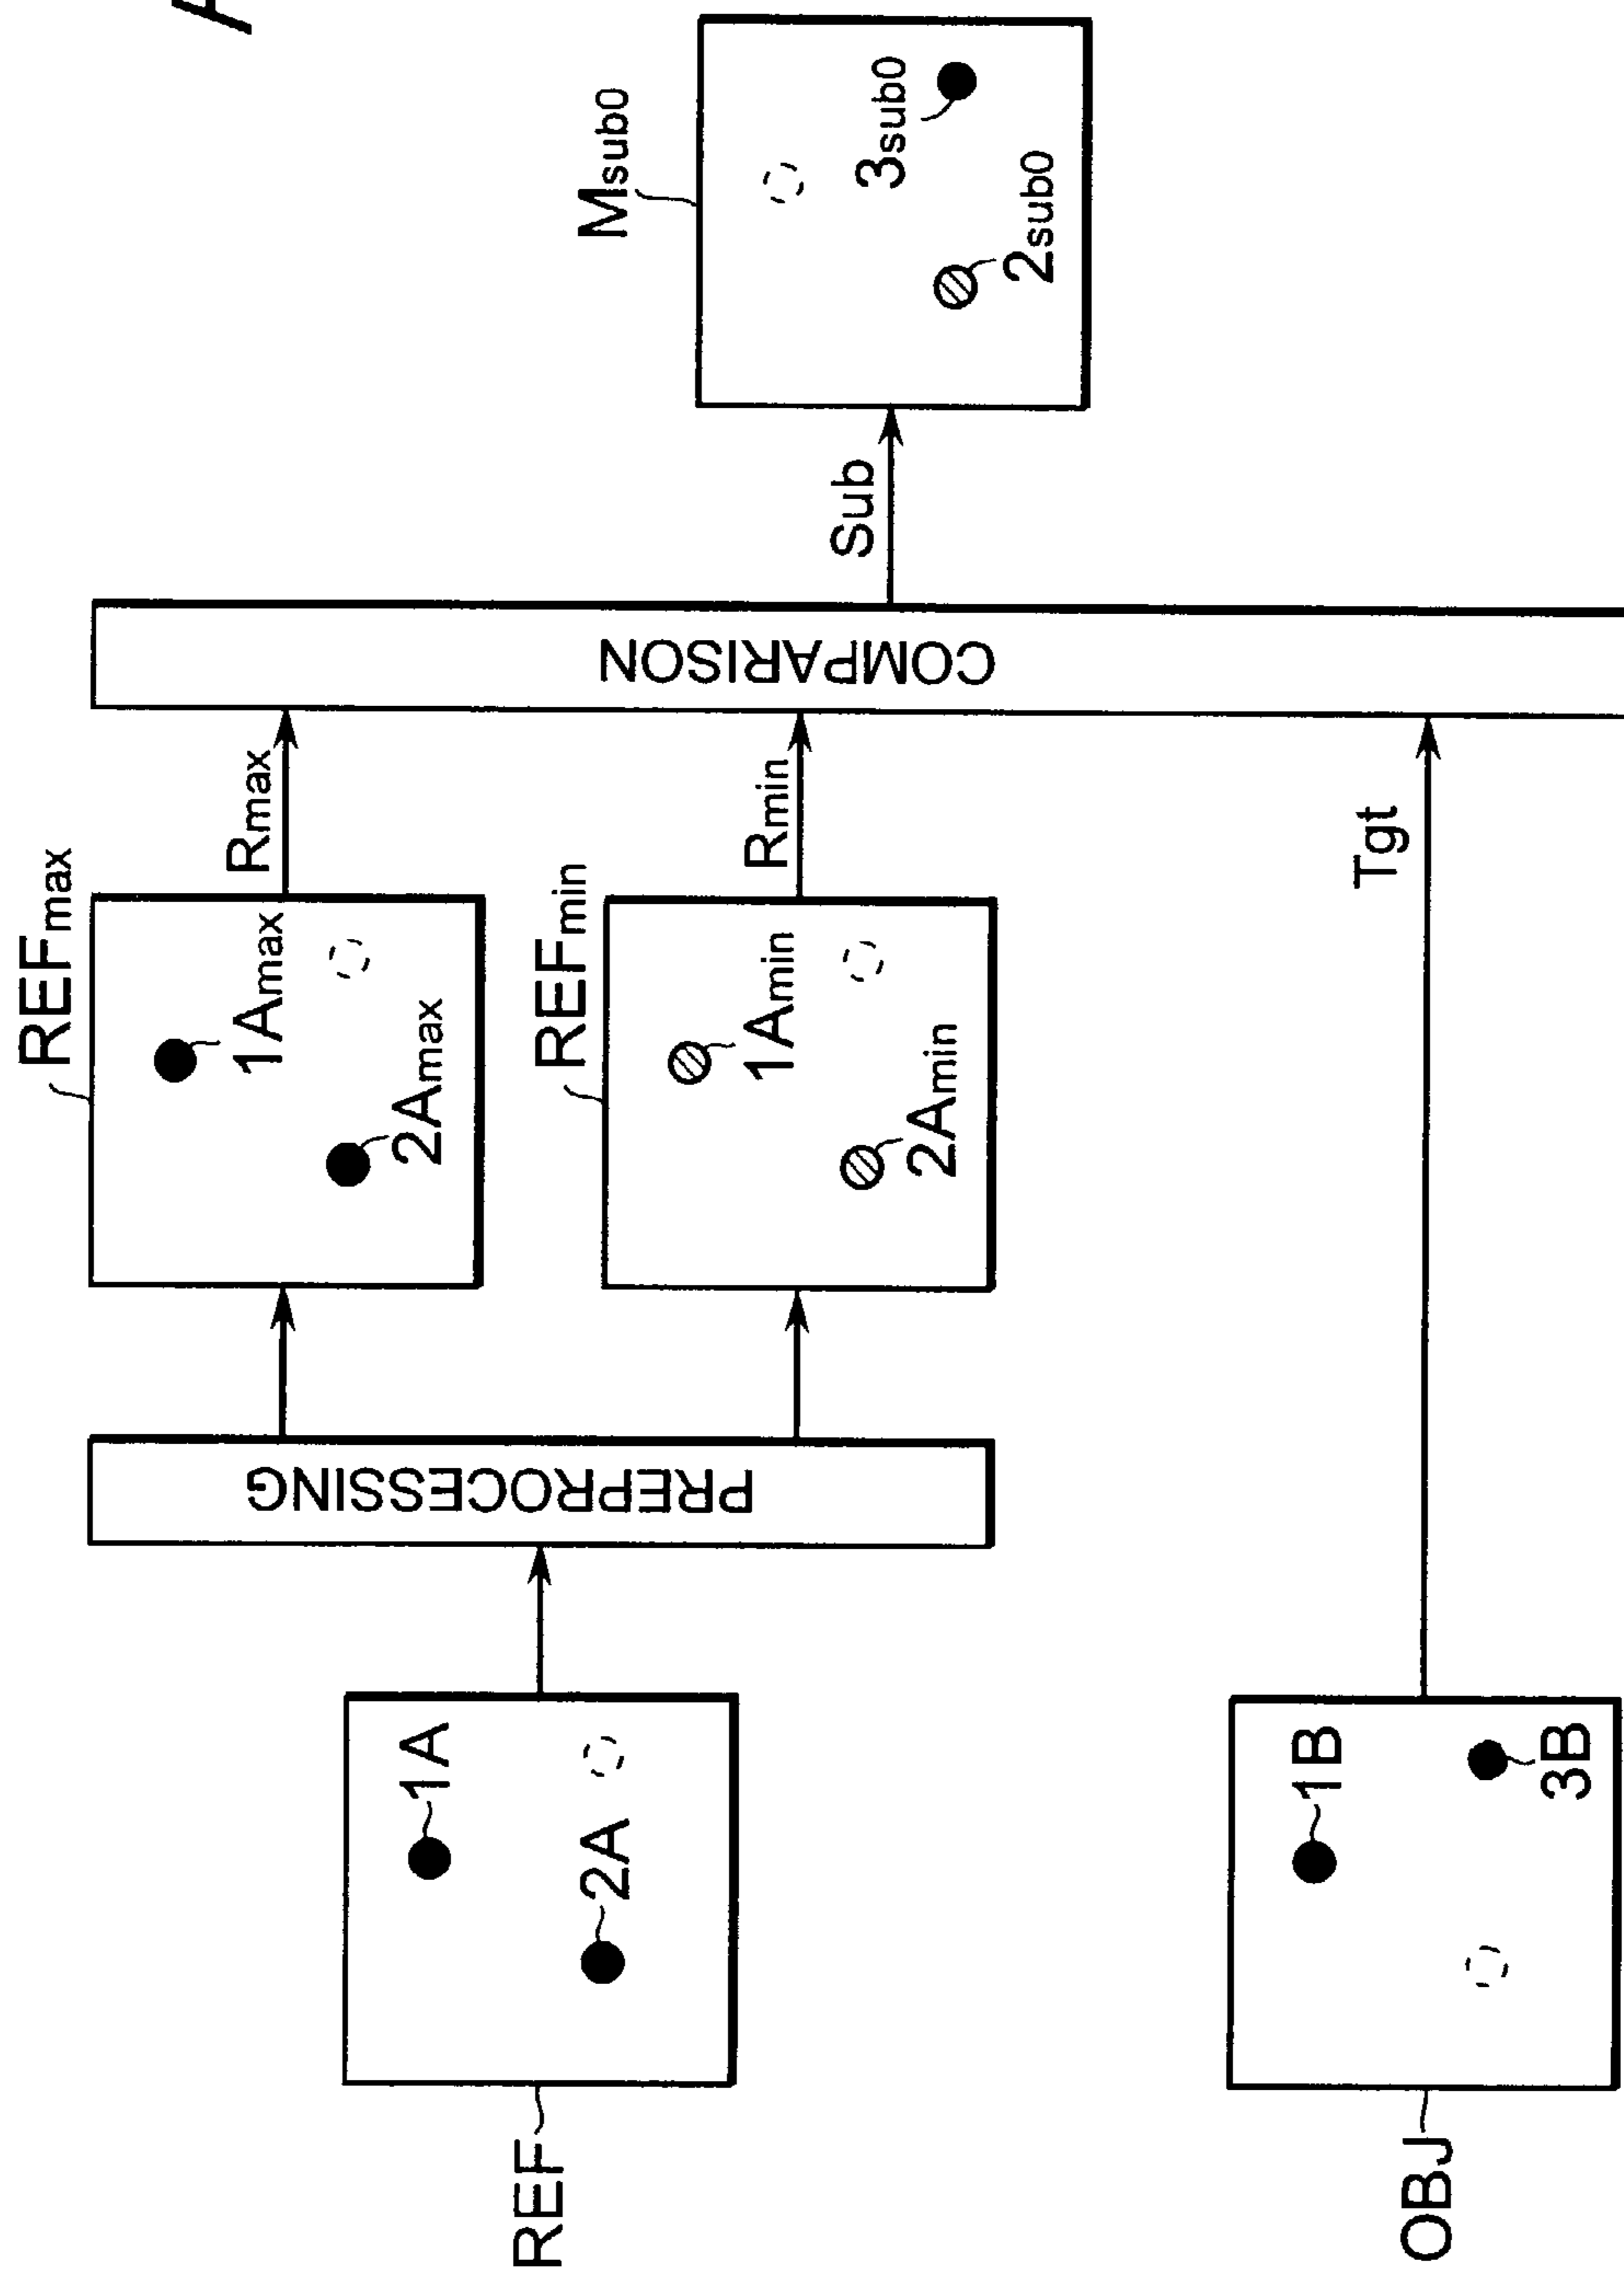 A
REF
1A
2A
PREPROCESSING
REFmax
1Amax
2Amax
Rmax
REFmin
1Amin
2Amin
Rmin
OBJ
1B
3B
Tgt
COMPARISON
Sub
Msub0
3sub0
2sub0